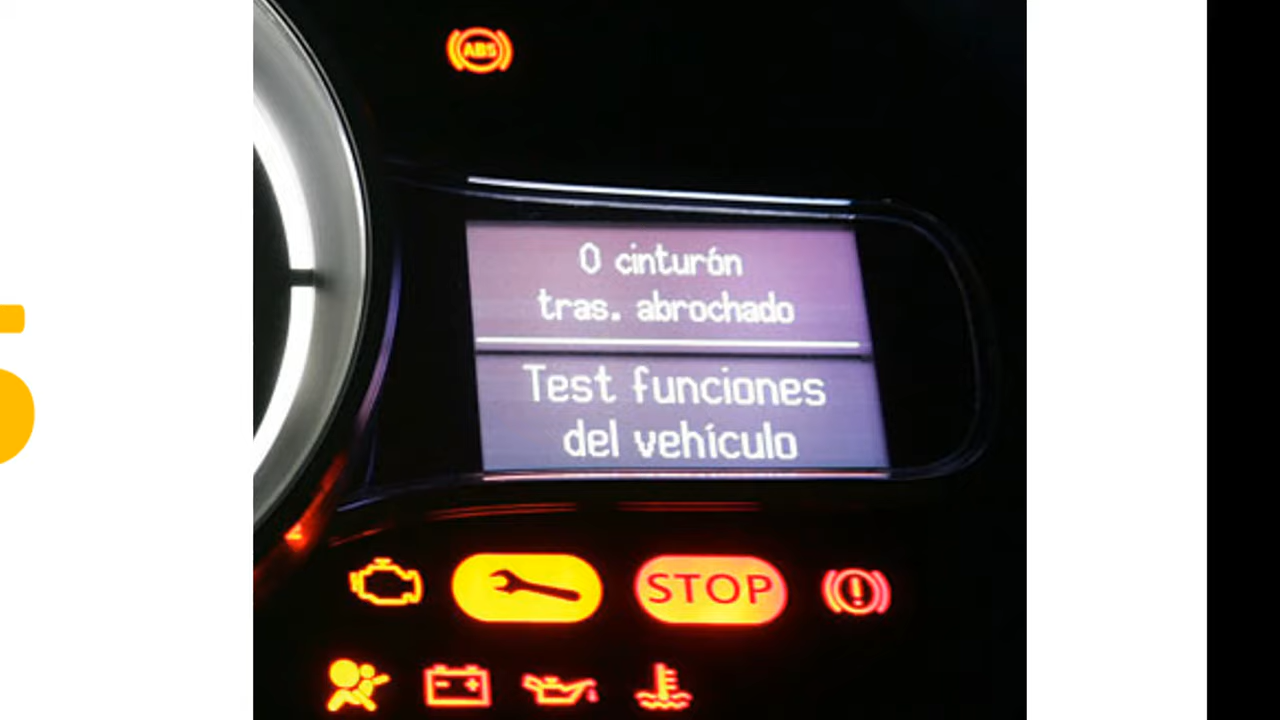 ABS
0 cinturón
tras. abrochado
Test funciones
del vehículo
STOP